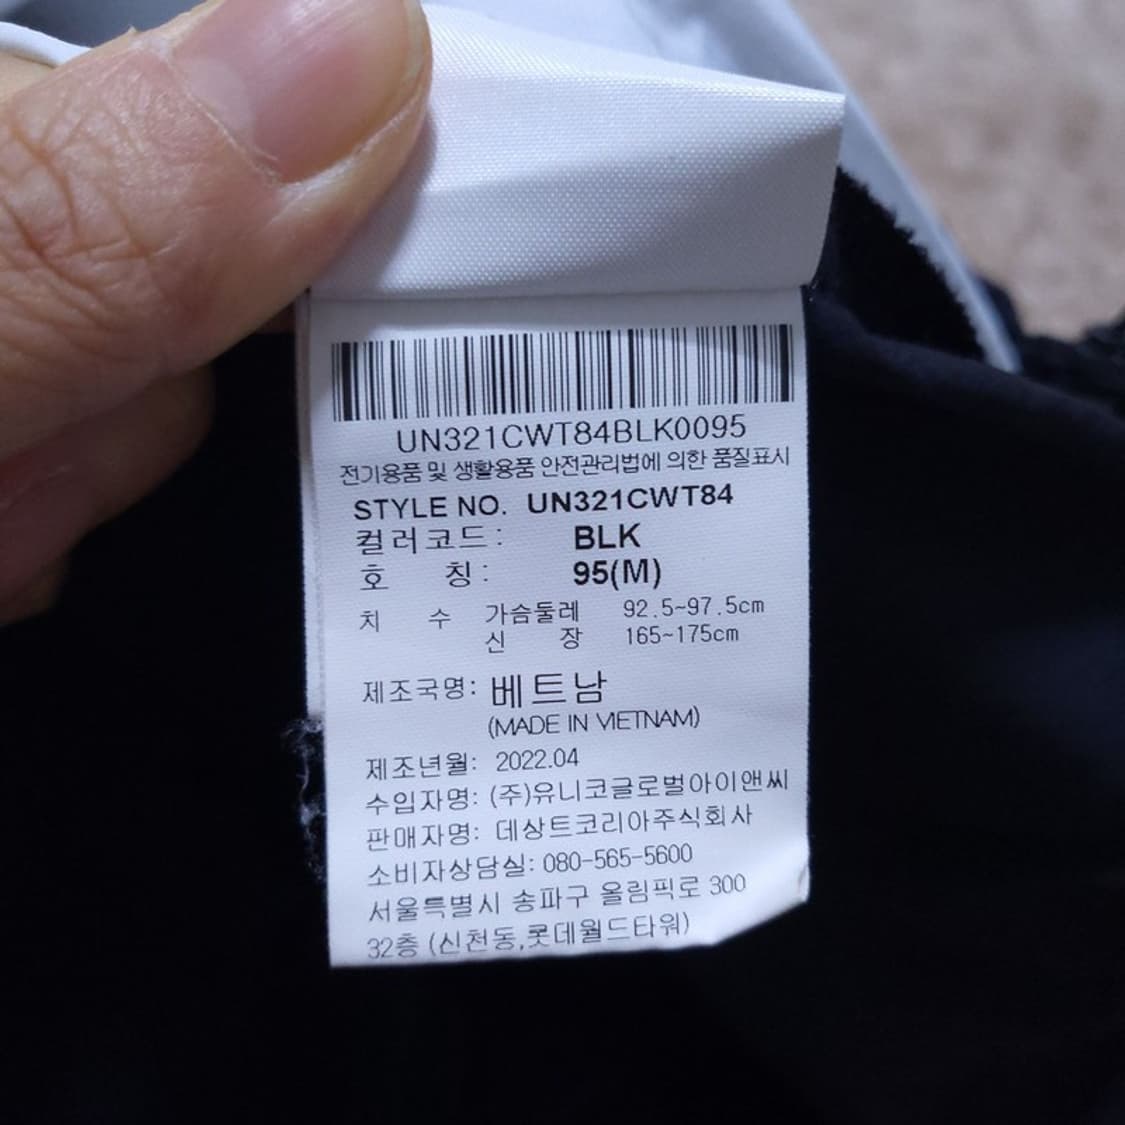 UN321CWT84BLK0095
전기용품 및 생활용품 안전관리법에 의한 품질표시
STYLE NO. UN321CWT84
컬러코드: BLK
호 칭: 95(M)
치 수 가슴둘레 92.5~97.5cm
신 장 165~175cm
제조국명: 베트남
(MADE IN VIETNAM)
제조년월: 2022.04
수입자명: (주)유니코글로벌아이앤씨
판매자명: 데상트코리아주식회사
소비자상담실: 080-565-5600
서울특별시 송파구 올림픽로 300
32층 (신천동,롯데월드타워)